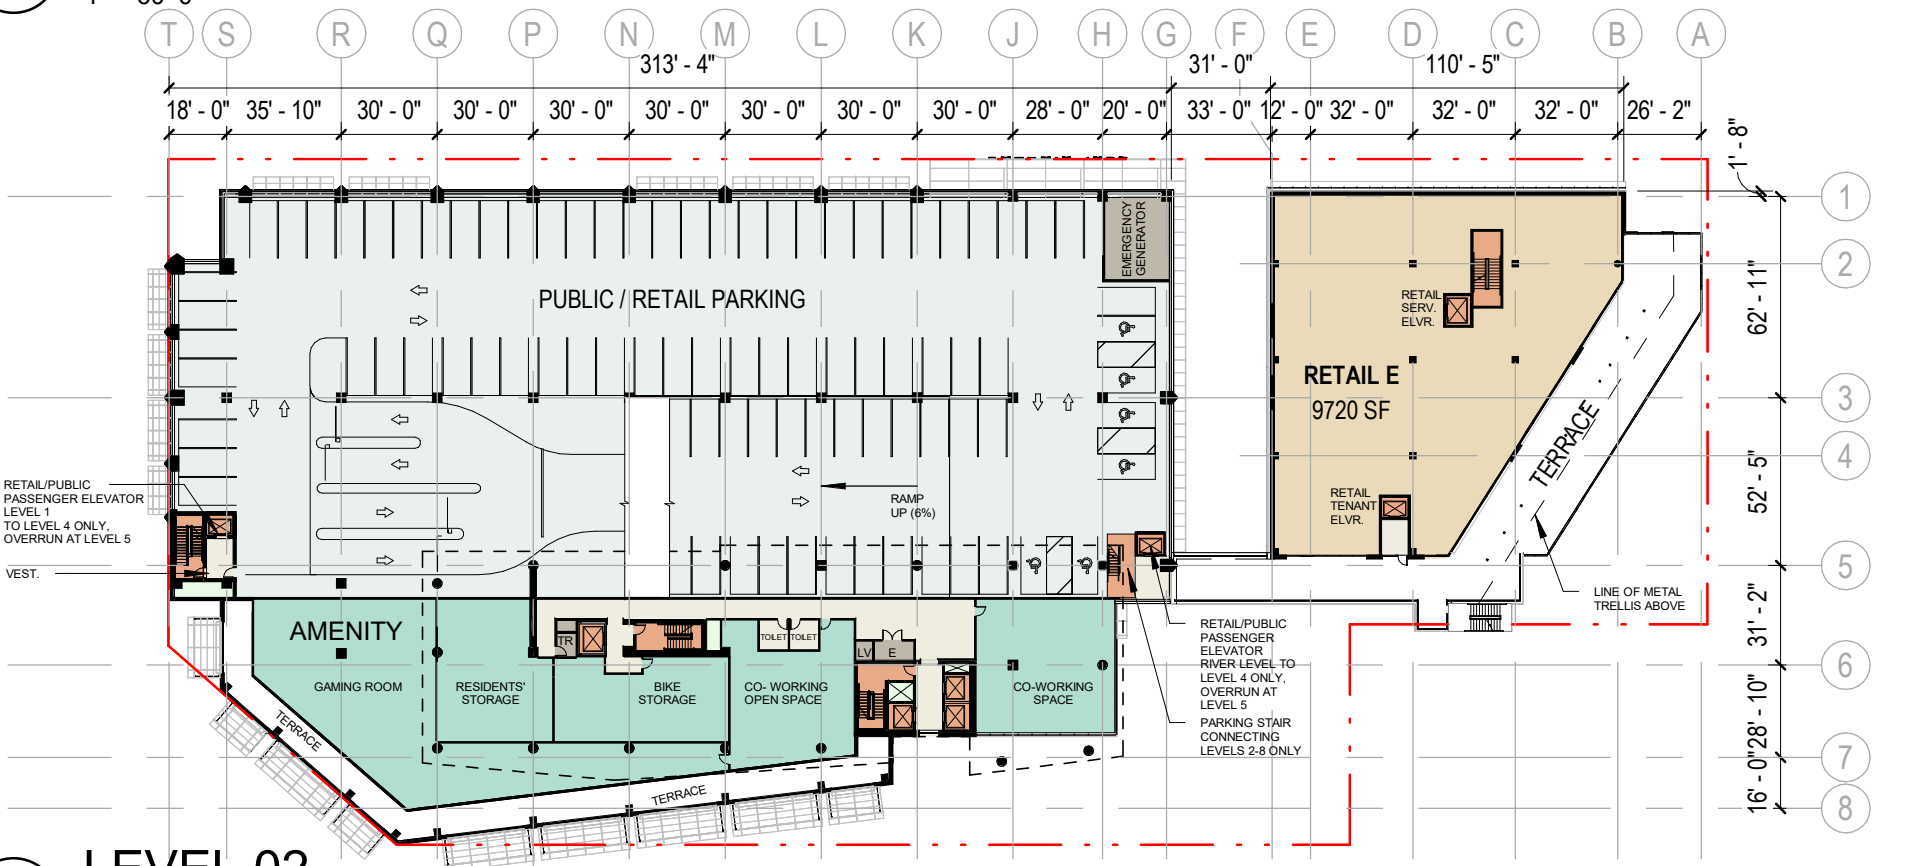 T S R Q P N M L K J H G F E D C B A
313' - 4" 31' - 0" 110' - 5"
18' - 0" 35' - 10" 30' - 0" 30' - 0" 30' - 0" 30' - 0" 30' - 0" 30' - 0" 30' - 0" 28' - 0" 20' - 0" 33' - 0" 12' - 0" 32' - 0" 32' - 0" 32' - 0" 26' - 2"
1' - 8"
1
2
3
4
5
6
7
8
62' - 11"
52' - 5"
31' - 2"
28' - 10"
16' - 0"
EMERGENCY
GENERATOR
PUBLIC / RETAIL PARKING
RETAIL
SERV.
ELVR.
RETAIL E
9720 SF
TERRACE
RETAIL
TENANT
ELVR.
RAMP
UP (6%)
RETAIL/PUBLIC
PASSENGER ELEVATOR
LEVEL 1
TO LEVEL 4 ONLY,
OVERRUN AT LEVEL 5
VEST.
LINE OF METAL
TRELLIS ABOVE
AMENITY
GAMING ROOM
RESIDENTS'
STORAGE
TR
BIKE
STORAGE
TOILET TOILET
CO- WORKING
OPEN SPACE
LV E
CO-WORKING
SPACE
RETAIL/PUBLIC
PASSENGER
ELEVATOR
RIVER LEVEL TO
LEVEL 4 ONLY,
OVERRUN AT
LEVEL 5
PARKING STAIR
CONNECTING
LEVELS 2-8 ONLY
TERRACE
TERRACE
LEVEL 02